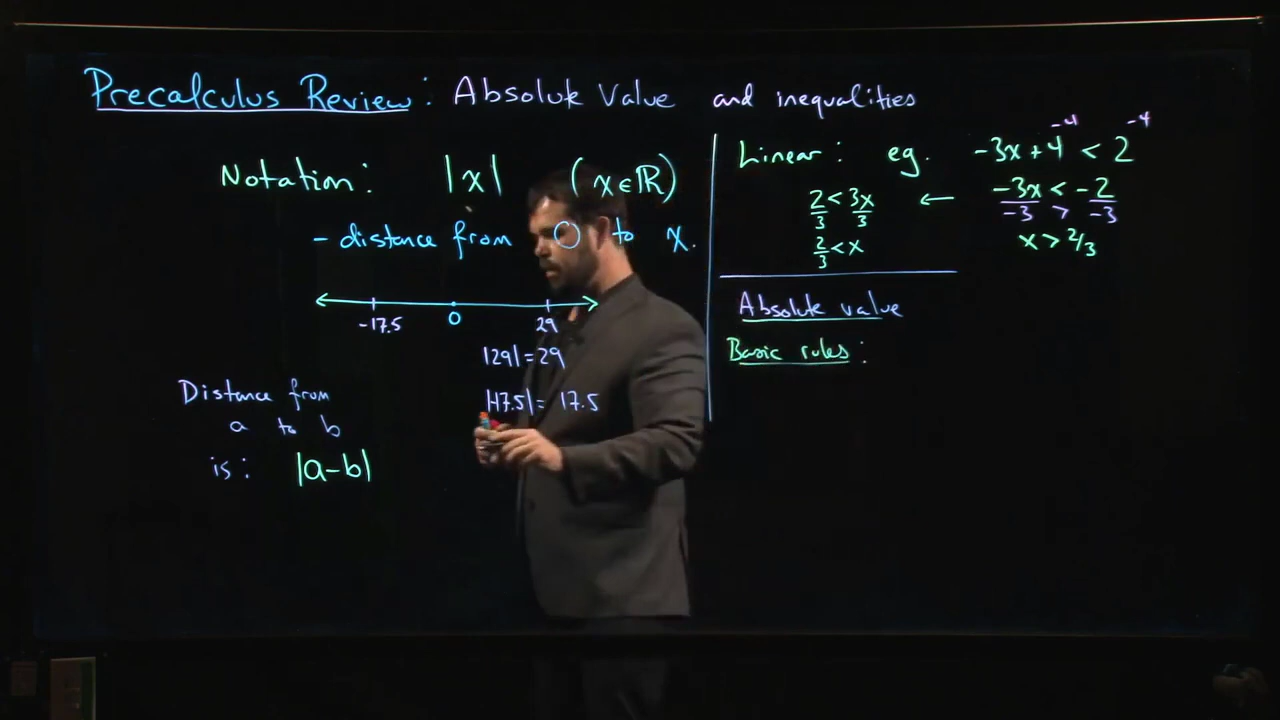 Precalculus Review: Absolute Value and inequalities
Notation: |x| (x∈ℝ)
- distance from 0 to x.
-17.5 0 29
|29|=29
|-17.5|= 17.5
Distance from
a to b
is: |a-b|
Linear: eg. -3x+4 -4 < 2 -4
-3x < -2
-3 > -3
x > 2/3
2 < 3x ←
3 3
2/3 < x
Absolute value
Basic rules: